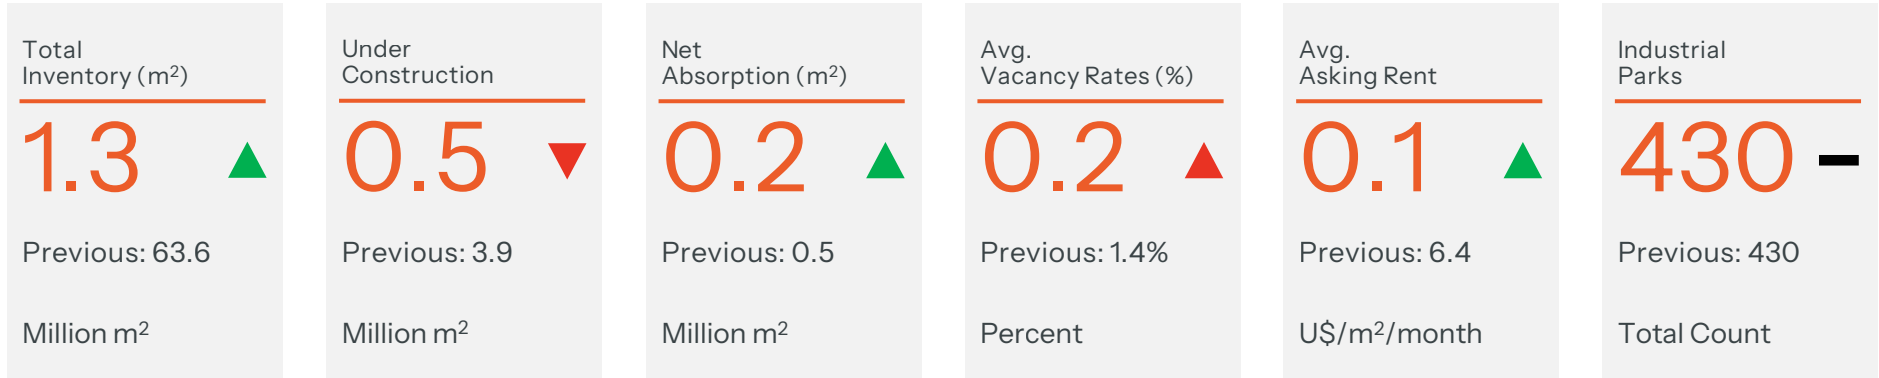 Total
Inventory (m²)
1.3
Previous: 63.6
Million m²
Under
Construction
0.5
Previous: 3.9
Million m²
Net
Absorption (m²)
0.2
Previous: 0.5
Million m²
Avg.
Vacancy Rates (%)
0.2
Previous: 1.4%
Percent
Avg.
Asking Rent
0.1
Previous: 6.4
U$/m²/month
Industrial
Parks
430
Previous: 430
Total Count